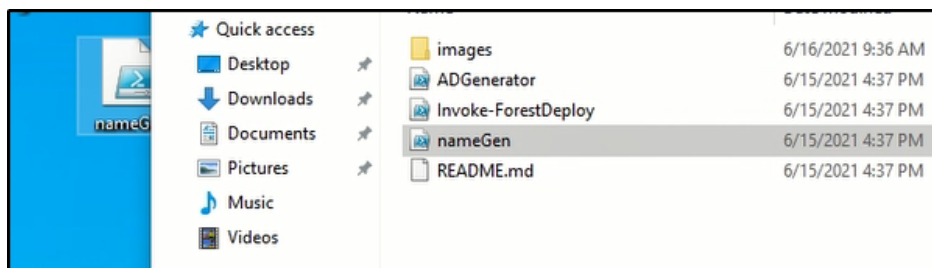 Quick access
Desktop
Downloads
Documents
Pictures
Music
Videos
nameG
images 6/16/2021 9:36 AM
ADGenerator 6/15/2021 4:37 PM
Invoke-ForestDeploy 6/15/2021 4:37 PM
nameGen 6/15/2021 4:37 PM
README.md 6/15/2021 4:37 PM